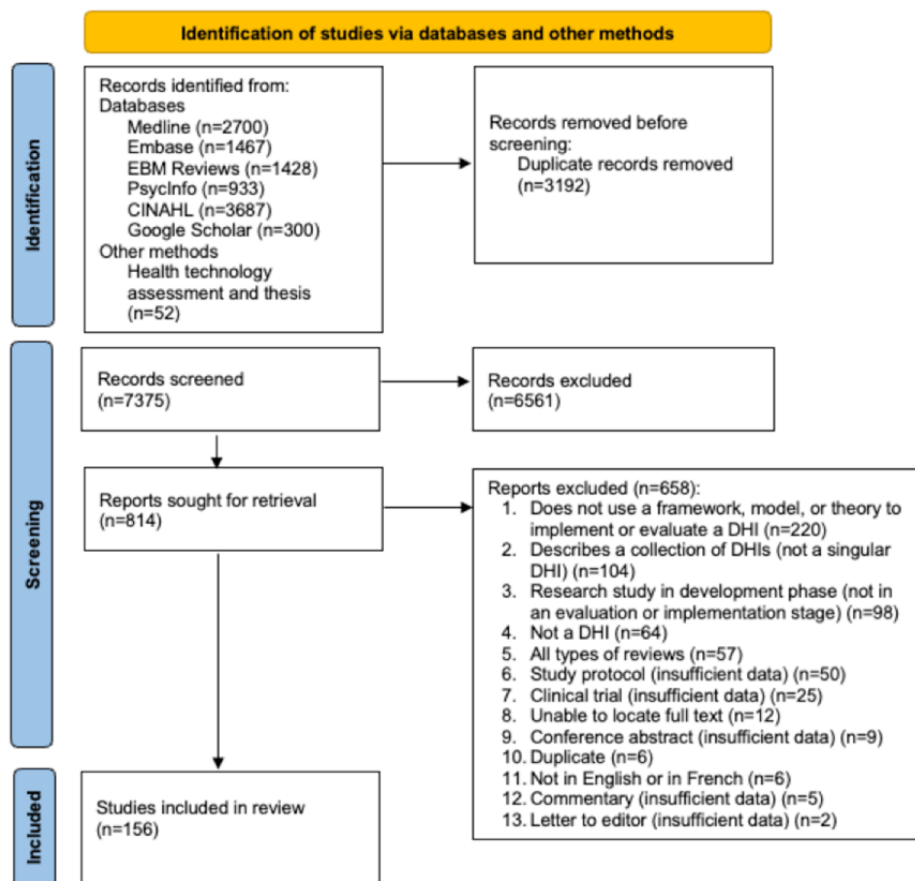 Identification of studies via databases and other methods
Identification
Records identified from:
Databases
Medline (n=2700)
Embase (n=1467)
EBM Reviews (n=1428)
PsycInfo (n=933)
CINAHL (n=3687)
Google Scholar (n=300)
Other methods
Health technology
assessment and thesis
(n=52)
Records removed before
screening:
Duplicate records removed
(n=3192)
Screening
Records screened
(n=7375)
Records excluded
(n=6561)
Reports sought for retrieval
(n=814)
Reports excluded (n=658):
1. Does not use a framework, model, or theory to
implement or evaluate a DHI (n=220)
2. Describes a collection of DHIs (not a singular
DHI) (n=104)
3. Research study in development phase (not in
an evaluation or implementation stage) (n=98)
4. Not a DHI (n=64)
5. All types of reviews (n=57)
6. Study protocol (insufficient data) (n=50)
7. Clinical trial (insufficient data) (n=25)
8. Unable to locate full text (n=12)
9. Conference abstract (insufficient data) (n=9)
10. Duplicate (n=6)
11. Not in English or in French (n=6)
12. Commentary (insufficient data) (n=5)
13. Letter to editor (insufficient data) (n=2)
Included
Studies included in review
(n=156)